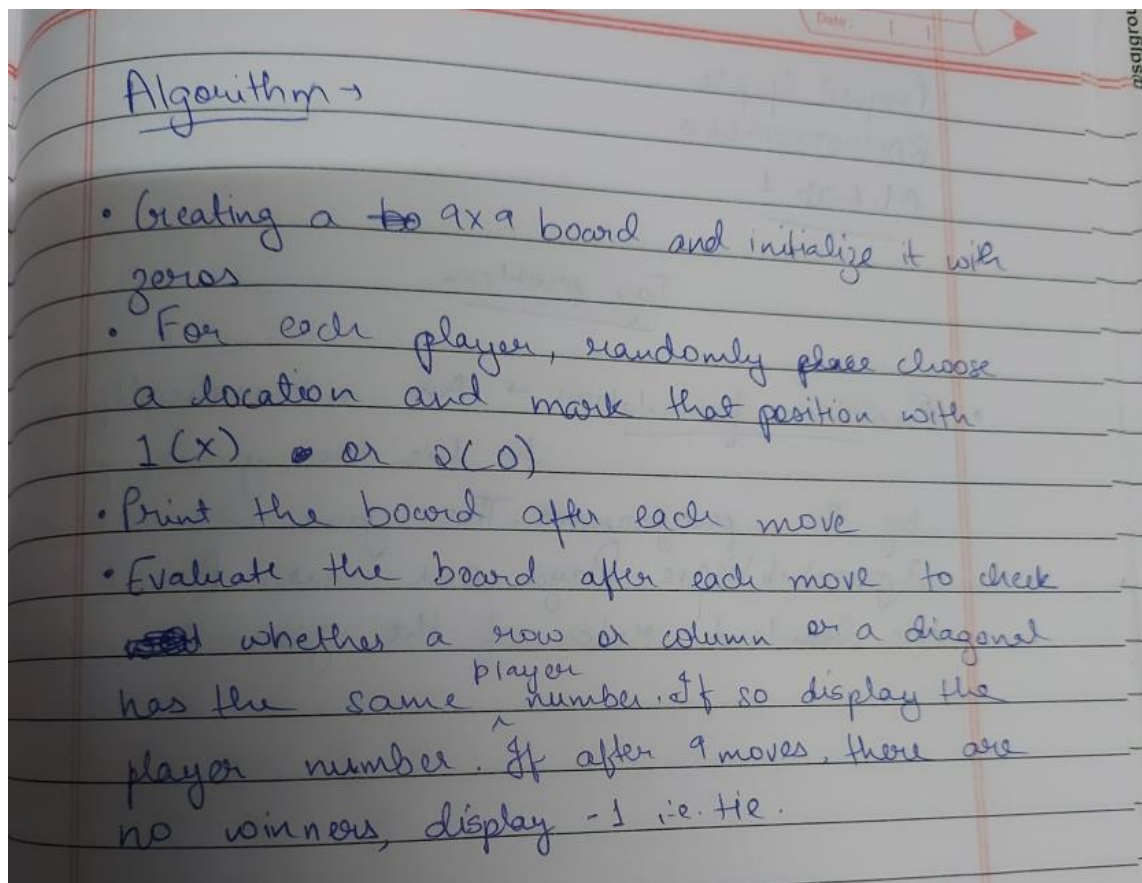 Date:
Algorithm →
• Creating a 9x9 board and initialize it with
zeros
• For each player, randomly place choose
a location and mark that position with
1(X) or 2(O)
• Print the board after each move
• Evaluate the board after each move to check
whether a row or column or a diagonal
has the same player number. If so display the
player number. If after 9 moves, there are
no winners, display -1 i.e. tie.